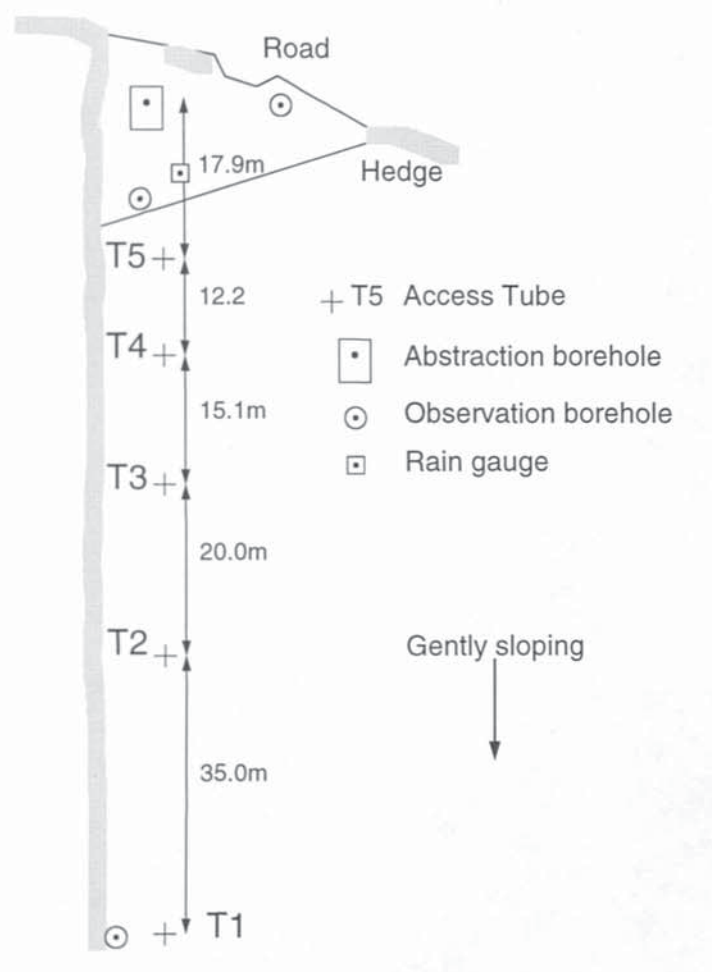 Road
17.9m
Hedge
T5
12.2
T5 Access Tube
T4
Abstraction borehole
15.1m
Observation borehole
Rain gauge
T3
20.0m
T2
Gently sloping
35.0m
T1